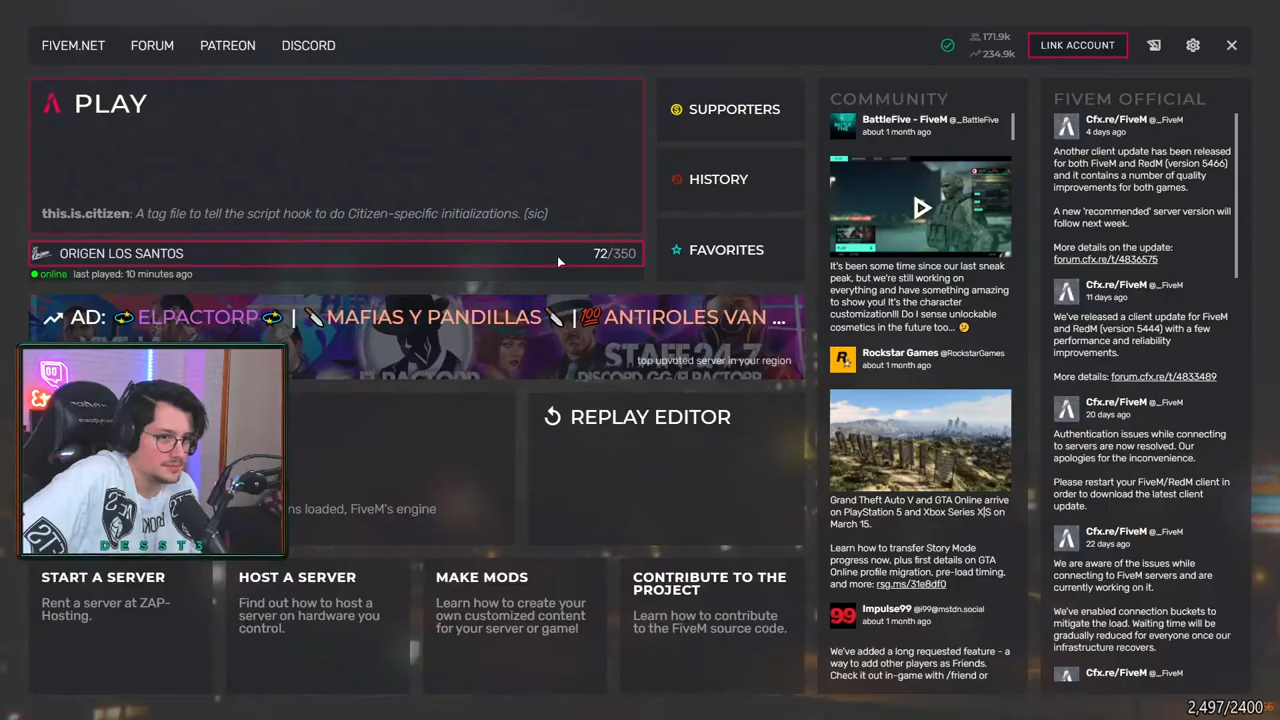 FIVEM.NET FORUM PATREON DISCORD
171.9k
234.9k
LINK ACCOUNT
PLAY
this.is.citizen: A tag file to tell the script hook to do Citizen-specific initializations. (sic)
ORIGEN LOS SANTOS 72/350
online last played: 10 minutes ago
SUPPORTERS
HISTORY
FAVORITES
AD: 💫ELPACTORP💫 | 🔪MAFIAS Y PANDILLAS🔪 | 💯ANTIROLES VAN ...
STAFF 24.7
top upvoted server in your region
ELPACTORP
DISCORD.GG/ELPACTORP
REPLAY EDITOR
ns loaded, FiveM's engine
DESST3
START A SERVER
Rent a server at ZAP-
Hosting.
HOST A SERVER
Find out how to host a
server on hardware you
control.
MAKE MODS
Learn how to create your
own customized content
for your server or game!
CONTRIBUTE TO THE
PROJECT
Learn how to contribute
to the FiveM source code.
COMMUNITY
BattleFive - FiveM @_BattleFive
about 1 month ago
It's been some time since our last sneak
peak, but we're still working on
everything and have something amazing
to show you! It's the character
customization!!! Do I sense unlockable
cosmetics in the future too... 🤔
Rockstar Games @RockstarGames
about 1 month ago
Grand Theft Auto V and GTA Online arrive
on PlayStation 5 and Xbox Series X|S on
March 15.
Learn how to transfer Story Mode
progress now, plus first details on GTA
Online profile migration, pre-load timing,
and more: rsg.ms/31e8df0
99
Impulse99 @i99@mstdn.social
about 1 month ago
We've added a long requested feature - a
way to add other players as Friends.
Check it out in-game with /friend or
FIVEM OFFICIAL
Cfx.re/FiveM @_FiveM
4 days ago
Another client update has been released
for both FiveM and RedM (version 5466)
and it contains a number of quality
improvements for both games.
A new 'recommended' server version will
follow next week.
More details on the update:
forum.cfx.re/t/4836575
Cfx.re/FiveM @_FiveM
11 days ago
We've released a client update for FiveM
and RedM (version 5444) with a few
performance and reliability
improvements.
More details: forum.cfx.re/t/4833489
Cfx.re/FiveM @_FiveM
20 days ago
Authentication issues while connecting
to servers are now resolved. Our
apologies for the inconvenience.
Please restart your FiveM/RedM client in
order to download the latest client
update.
Cfx.re/FiveM @_FiveM
22 days ago
We are aware of the issues while
connecting to FiveM servers and are
currently working on it.
We've enabled connection buckets to
mitigate the load. Waiting time will be
gradually reduced for everyone once our
infrastructure recovers.
Cfx.re/FiveM @_FiveM
2,497/2400